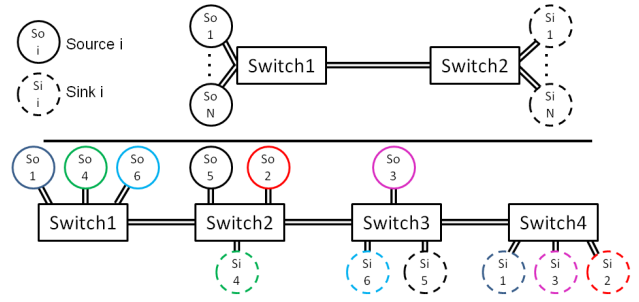 So
i
Source i
Si
i
Sink i
So
1
So
N
Switch1
Switch2
Si
1
Si
N
So
1
So
4
So
6
So
5
So
2
So
3
Switch1
Switch2
Switch3
Switch4
Si
4
Si
6
Si
5
Si
1
Si
3
Si
2